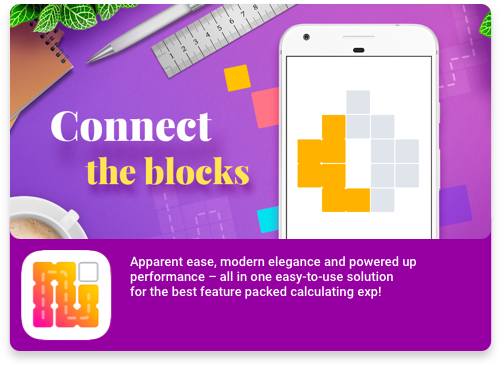 Connect
the blocks
Apparent ease, modern elegance and powered up
performance – all in one easy-to-use solution
for the best feature packed calculating exp!